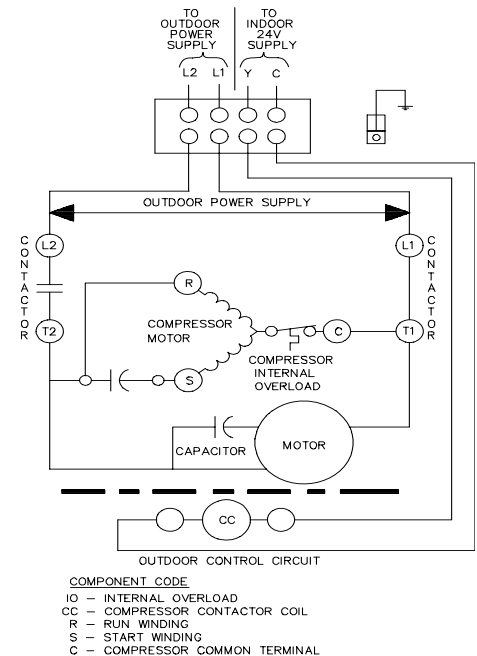 TO
OUTDOOR
POWER
SUPPLY
TO
INDOOR
24V
SUPPLY
L2 L1 Y C
OUTDOOR POWER SUPPLY
CONTACTOR
L2
L1
CONTACTOR
R
COMPRESSOR
MOTOR
T2
C
T1
COMPRESSOR
INTERNAL
OVERLOAD
S
CAPACITOR
MOTOR
CC
OUTDOOR CONTROL CIRCUIT
COMPONENT CODE
IO – INTERNAL OVERLOAD
CC – COMPRESSOR CONTACTOR COIL
R – RUN WINDING
S – START WINDING
C – COMPRESSOR COMMON TERMINAL